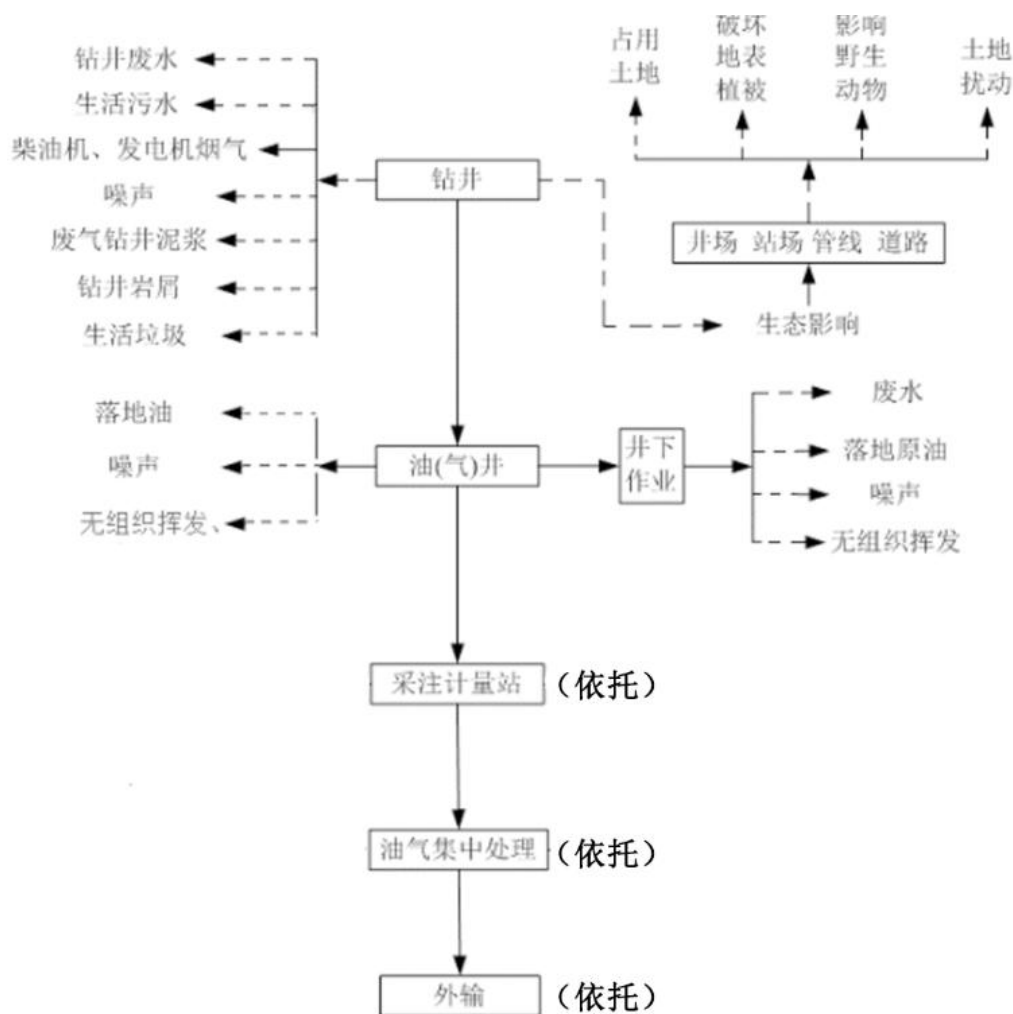 钻井废水
生活污水
柴油机、发电机烟气
噪声
废气钻井泥浆
钻井岩屑
生活垃圾
钻井
占用
土地
破坏
地表
植被
影响
野生
动物
土地
扰动
井场 站场 管线 道路
生态影响
落地油
噪声
无组织挥发、
油(气)井
井下
作业
废水
落地原油
噪声
无组织挥发
采注计量站 （依托）
油气集中处理 （依托）
外输 （依托）